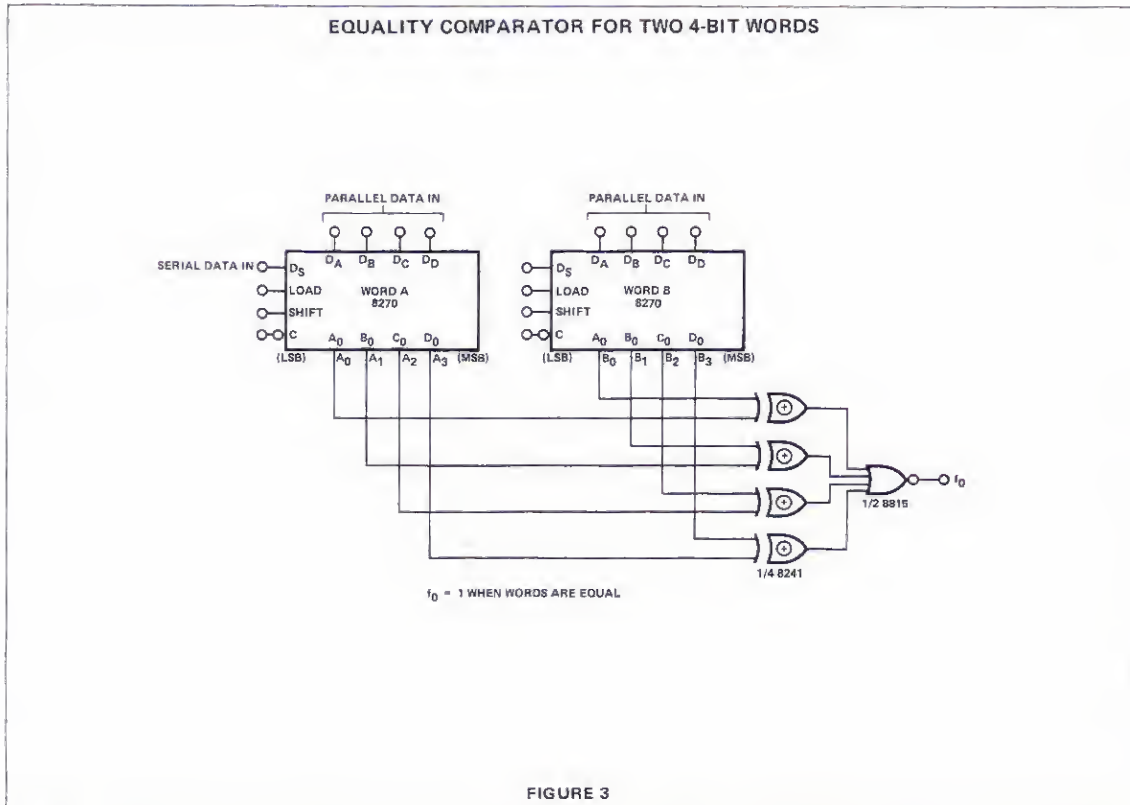 EQUALITY COMPARATOR FOR TWO 4-BIT WORDS
PARALLEL DATA IN
PARALLEL DATA IN
SERIAL DATA IN
DS
DA DB DC DD
LOAD
WORD A
8270
SHIFT
C
A0 B0 C0 D0
(LSB) A0 A1 A2 A3 (MSB)
DS
DA DB DC DD
LOAD
WORD B
8270
SHIFT
C
A0 B0 C0 D0
(LSB) B0 B1 B2 B3 (MSB)
f0
1/2 8815
1/4 8241
f0 = 1 WHEN WORDS ARE EQUAL
FIGURE 3